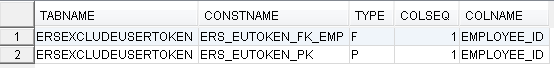 TABNAME CONSTNAME TYPE COLSEQ COLNAME
1 ERSEXCLUDEUSERTOKEN ERS_EUTOKEN_FK_EMP F 1 EMPLOYEE_ID
2 ERSEXCLUDEUSERTOKEN ERS_EUTOKEN_PK P 1 EMPLOYEE_ID